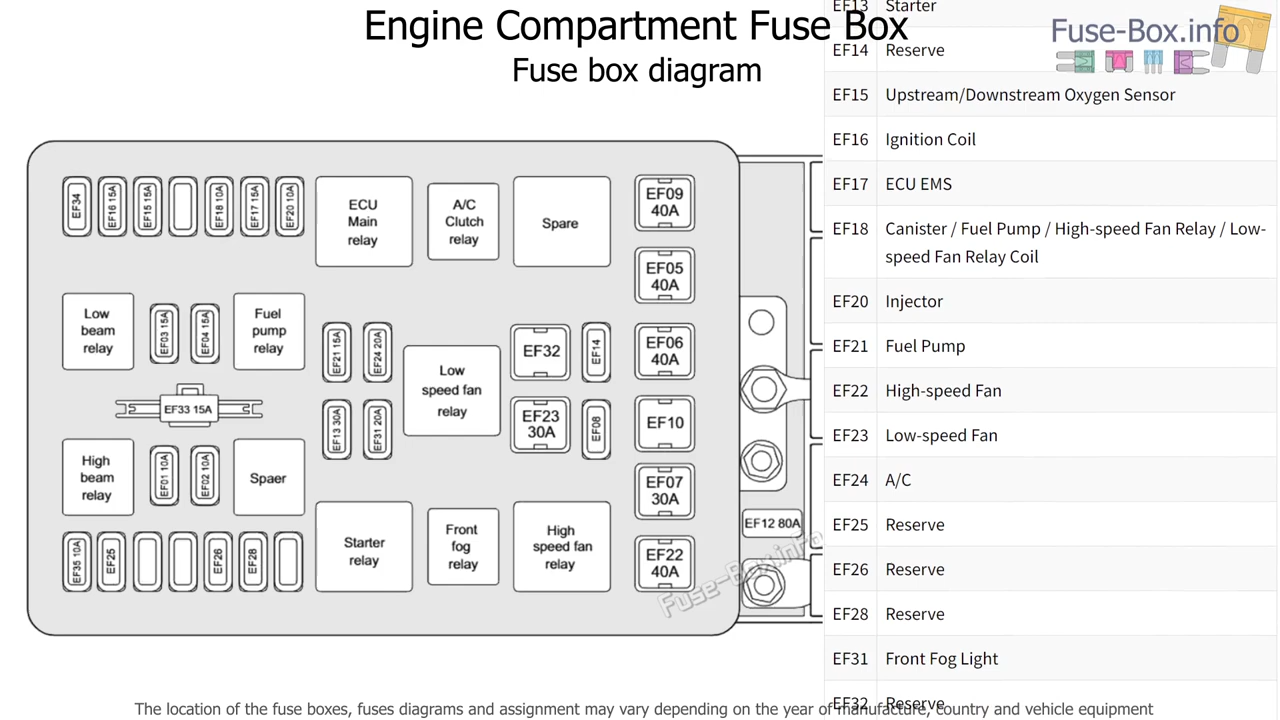 Engine Compartment Fuse Box
Fuse box diagram
Fuse-Box.info
EF34
EF16 15A
EF15 15A
EF18 10A
EF17 15A
EF20 10A
ECU
Main
relay
A/C
Clutch
relay
Spare
EF09
40A
EF05
40A
Low
beam
relay
EF03 15A
EF04 15A
Fuel
pump
relay
EF21 15A
EF24 20A
Low
speed fan
relay
EF32
EF14
EF06
40A
EF33 15A
EF13 30A
EF31 20A
EF23
30A
EF08
EF10
High
beam
relay
EF01 10A
EF02 10A
Spaer
EF07
30A
EF12 80A
EF35 10A
EF25
EF26
EF28
Starter
relay
Front
fog
relay
High
speed fan
relay
EF22
40A
Fuse-Box.info
EF13 Starter
EF14 Reserve
EF15 Upstream/Downstream Oxygen Sensor
EF16 Ignition Coil
EF17 ECU EMS
EF18 Canister / Fuel Pump / High-speed Fan Relay / Low-
speed Fan Relay Coil
EF20 Injector
EF21 Fuel Pump
EF22 High-speed Fan
EF23 Low-speed Fan
EF24 A/C
EF25 Reserve
EF26 Reserve
EF28 Reserve
EF31 Front Fog Light
EF32 Reserve
The location of the fuse boxes, fuses diagrams and assignment may vary depending on the year of manufacture, country and vehicle equipment